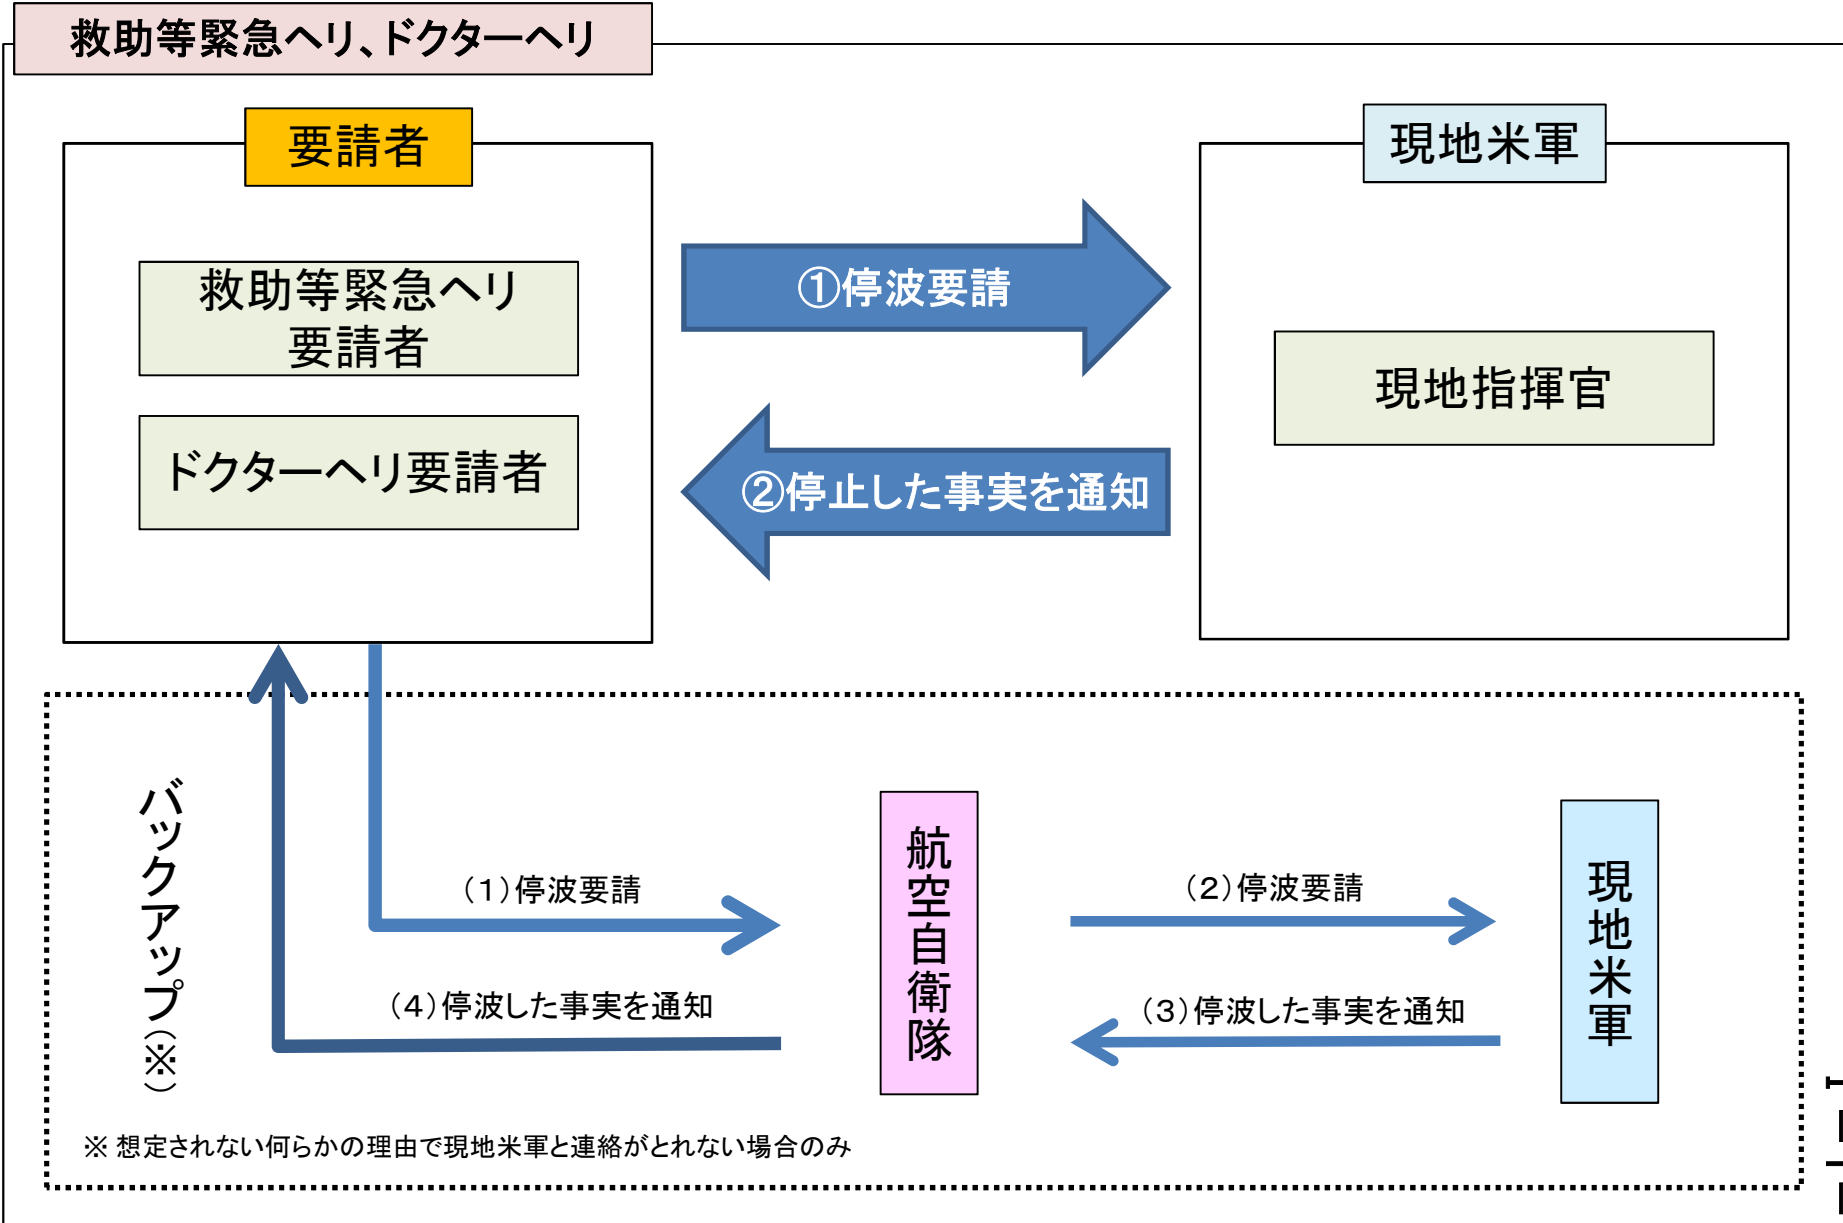 救助等緊急ヘリ、ドクターヘリ
要請者
現地米軍
救助等緊急ヘリ
要請者
ドクターヘリ要請者
①停波要請
②停止した事実を通知
現地指揮官
バックアップ(※)
(1)停波要請
(4)停波した事実を通知
航空自衛隊
(2)停波要請
(3)停波した事実を通知
現地米軍
※ 想定されない何らかの理由で現地米軍と連絡がとれない場合のみ